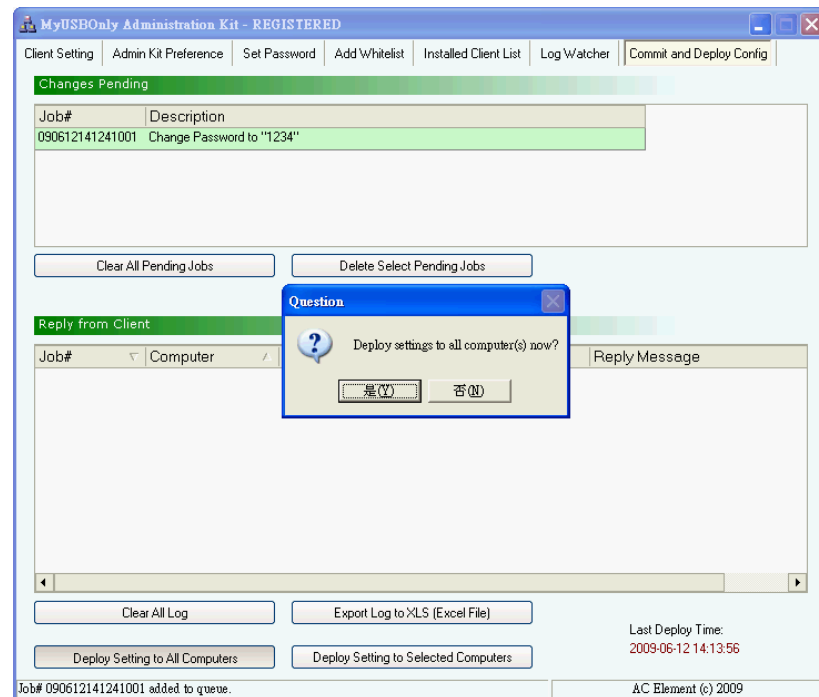 MyUSBOnly Administration Kit - REGISTERED
Client Setting Admin Kit Preference Set Password Add Whitelist Installed Client List Log Watcher Commit and Deploy Config
Changes Pending
Job# Description
090612141241001 Change Password to "1234"
Clear All Pending Jobs Delete Select Pending Jobs
Question
Deploy settings to all computer(s) now?
是(Y) 否(N)
Reply from Client
Job# Computer Reply Message
Clear All Log Export Log to XLS (Excel File)
Last Deploy Time:
2009-06-12 14:13:56
Deploy Setting to All Computers Deploy Setting to Selected Computers
Job# 090612141241001 added to queue. AC Element (c) 2009